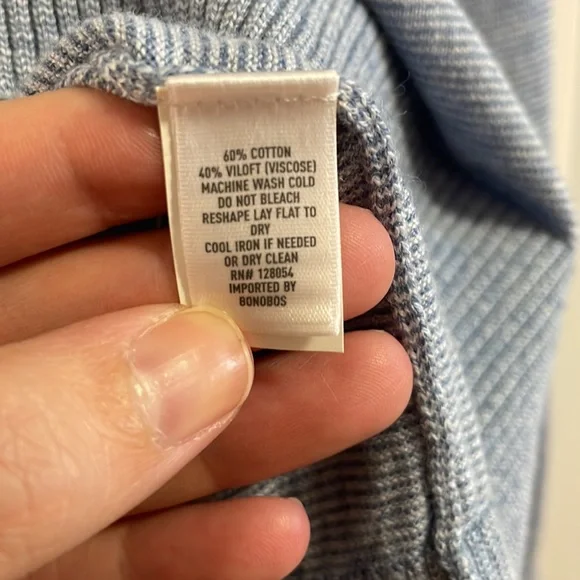 60% COTTON
40% VILOFT (VISCOSE)
MACHINE WASH COLD
DO NOT BLEACH
RESHAPE LAY FLAT TO
DRY
COOL IRON IF NEEDED
OR DRY CLEAN
RN# 128054
IMPORTED BY
BONOBOS